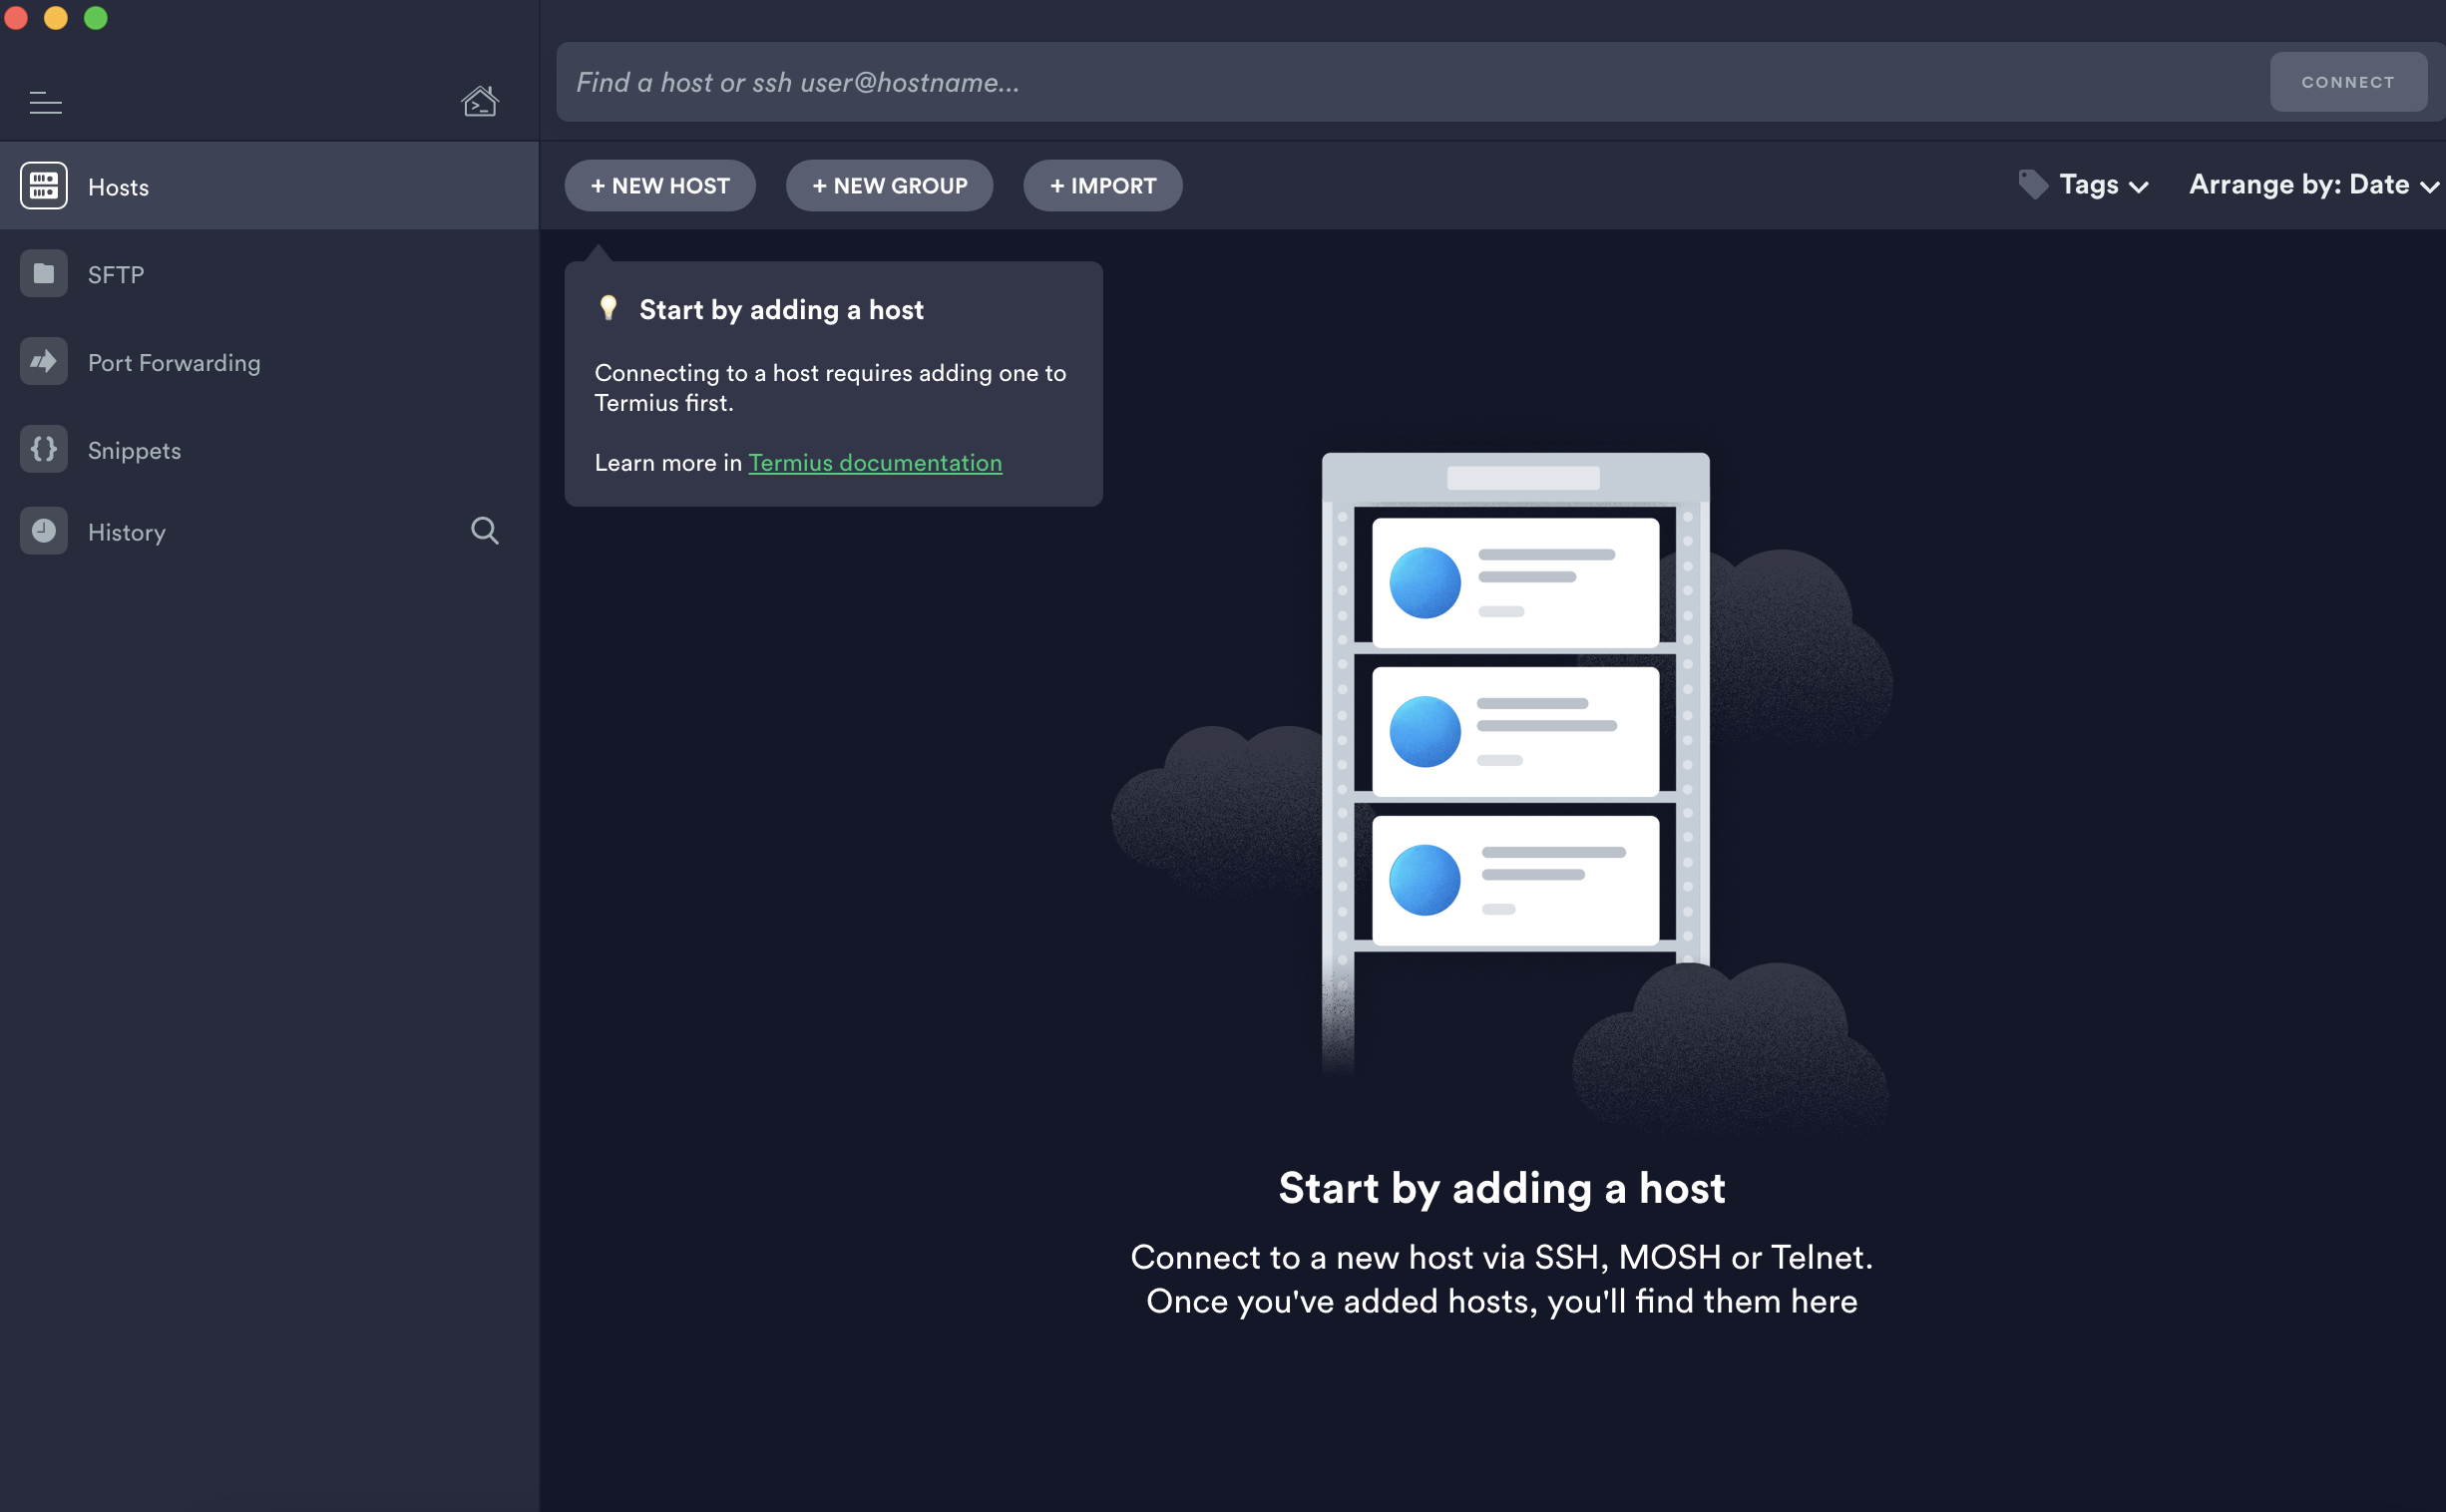 Find a host or ssh user@hostname...
CONNECT
Hosts
+ NEW HOST
+ NEW GROUP
+ IMPORT
Tags
Arrange by: Date
SFTP
Port Forwarding
Snippets
History
Start by adding a host
Connecting to a host requires adding one to
Termius first.
Learn more in Termius documentation
Start by adding a host
Connect to a new host via SSH, MOSH or Telnet.
Once you've added hosts, you'll find them here